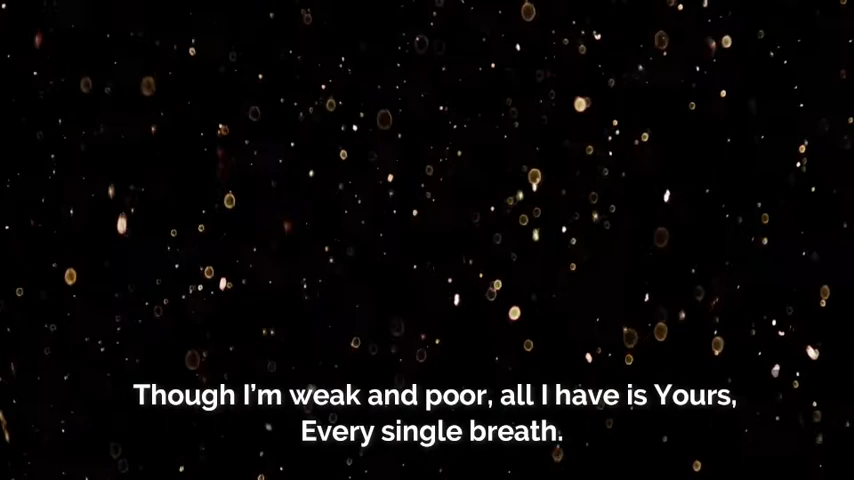 Though I’m weak and poor, all I have is Yours,
Every single breath.